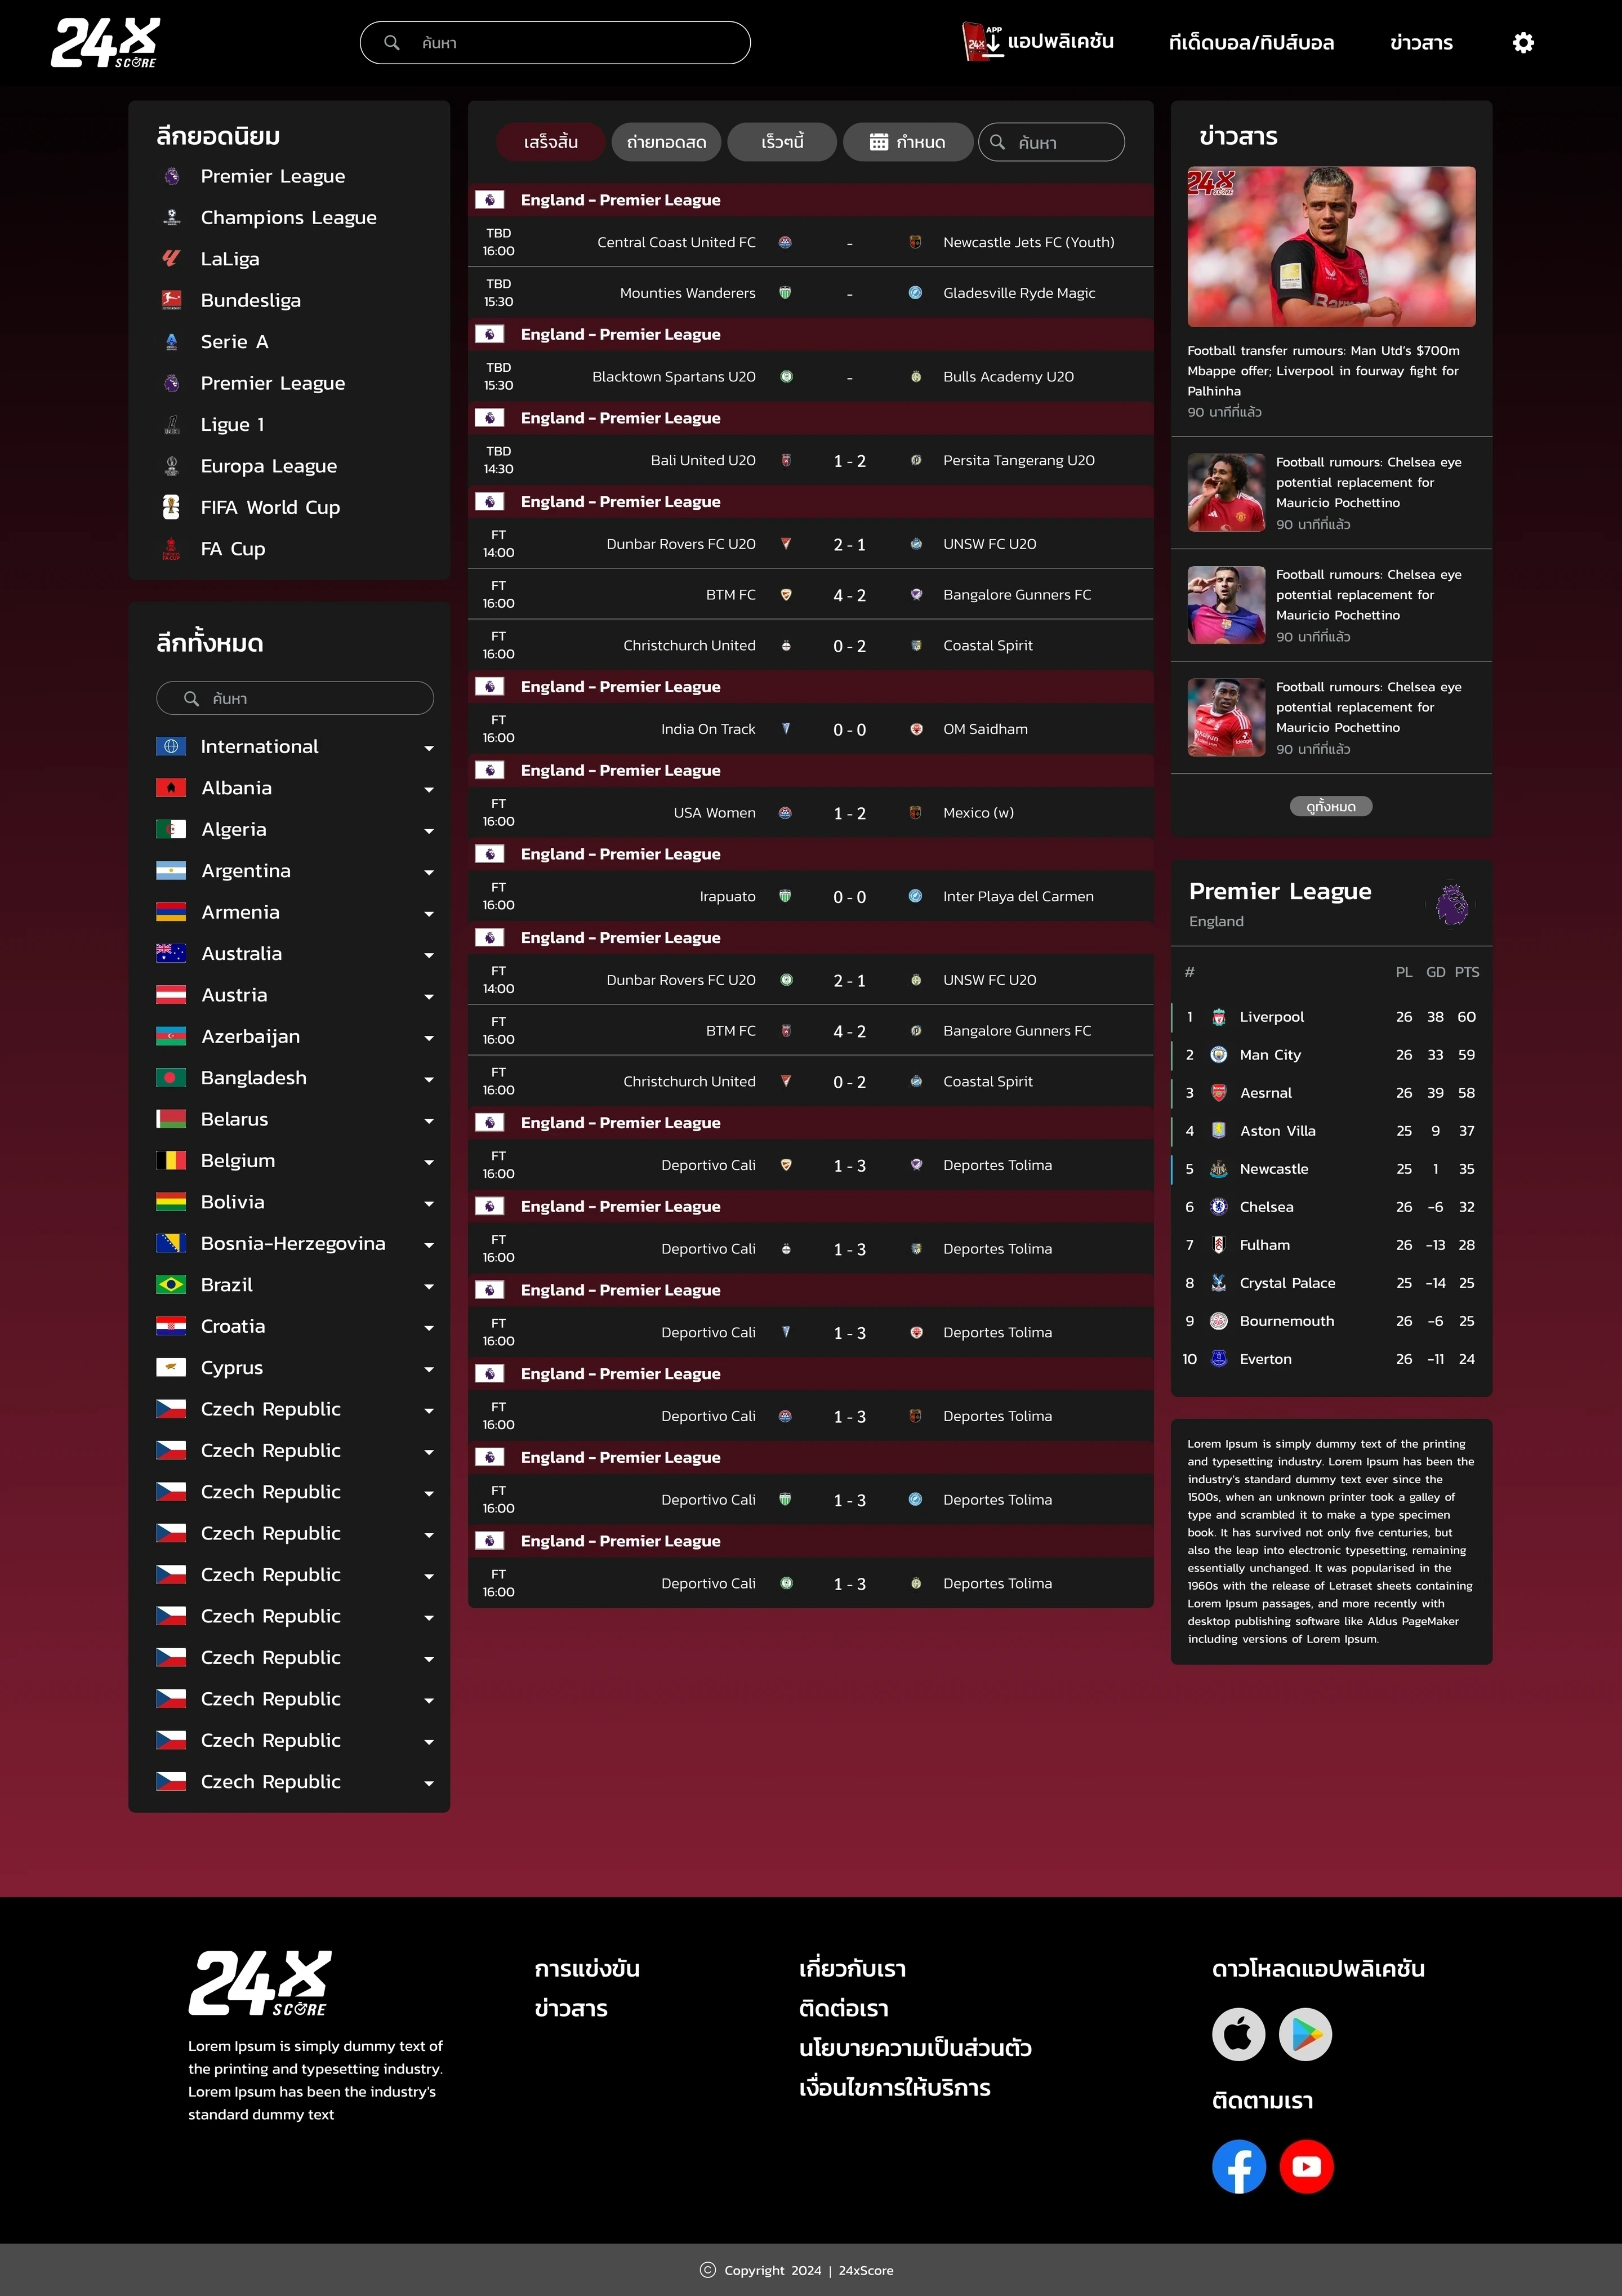 24X SCORE
ค้นหา
APP
24X
แอปพลิเคชัน
ทีเด็ดบอล/ทิปส์บอล
ข่าวสาร
ลีกยอดนิยม
Premier League
Champions League
LaLiga
Bundesliga
Serie A
Premier League
Ligue 1
Europa League
FIFA World Cup
FA Cup
ลีกทั้งหมด
ค้นหา
International
Albania
Algeria
Argentina
Armenia
Australia
Austria
Azerbaijan
Bangladesh
Belarus
Belgium
Bolivia
Bosnia-Herzegovina
Brazil
Croatia
Cyprus
Czech Republic
Czech Republic
Czech Republic
Czech Republic
Czech Republic
Czech Republic
Czech Republic
Czech Republic
Czech Republic
Czech Republic
เสร็จสิ้น ถ่ายทอดสด เร็วๆนี้ กำหนด ค้นหา
England - Premier League
TBD
16:00 Central Coast United FC - Newcastle Jets FC (Youth)
TBD
15:30 Mounties Wanderers - Gladesville Ryde Magic
England - Premier League
TBD
15:30 Blacktown Spartans U20 - Bulls Academy U20
England - Premier League
TBD
14:30 Bali United U20 1 - 2 Persita Tangerang U20
England - Premier League
FT
14:00 Dunbar Rovers FC U20 2 - 1 UNSW FC U20
FT
16:00 BTM FC 4 - 2 Bangalore Gunners FC
FT
16:00 Christchurch United 0 - 2 Coastal Spirit
England - Premier League
FT
16:00 India On Track 0 - 0 OM Saidham
England - Premier League
FT
16:00 USA Women 1 - 2 Mexico (w)
England - Premier League
FT
16:00 Irapuato 0 - 0 Inter Playa del Carmen
England - Premier League
FT
14:00 Dunbar Rovers FC U20 2 - 1 UNSW FC U20
FT
16:00 BTM FC 4 - 2 Bangalore Gunners FC
FT
16:00 Christchurch United 0 - 2 Coastal Spirit
England - Premier League
FT
16:00 Deportivo Cali 1 - 3 Deportes Tolima
England - Premier League
FT
16:00 Deportivo Cali 1 - 3 Deportes Tolima
England - Premier League
FT
16:00 Deportivo Cali 1 - 3 Deportes Tolima
England - Premier League
FT
16:00 Deportivo Cali 1 - 3 Deportes Tolima
England - Premier League
FT
16:00 Deportivo Cali 1 - 3 Deportes Tolima
England - Premier League
FT
16:00 Deportivo Cali 1 - 3 Deportes Tolima
ข่าวสาร
24X SCORE
Football transfer rumours: Man Utd's $700m
Mbappe offer; Liverpool in fourway fight for
Palhinha
90 นาทีที่แล้ว
Football rumours: Chelsea eye
potential replacement for
Mauricio Pochettino
90 นาทีที่แล้ว
Football rumours: Chelsea eye
potential replacement for
Mauricio Pochettino
90 นาทีที่แล้ว
Football rumours: Chelsea eye
potential replacement for
Mauricio Pochettino
90 นาทีที่แล้ว
ดูทั้งหมด
Premier League
England
# PL GD PTS
1 Liverpool 26 38 60
2 Man City 26 33 59
3 Aesrnal 26 39 58
4 Aston Villa 25 9 37
5 Newcastle 25 1 35
6 Chelsea 26 -6 32
7 Fulham 26 -13 28
8 Crystal Palace 25 -14 25
9 Bournemouth 26 -6 25
10 Everton 26 -11 24
Lorem Ipsum is simply dummy text of the printing
and typesetting industry. Lorem Ipsum has been the
industry's standard dummy text ever since the
1500s, when an unknown printer took a galley of
type and scrambled it to make a type specimen
book. It has survived not only five centuries, but
also the leap into electronic typesetting, remaining
essentially unchanged. It was popularised in the
1960s with the release of Letraset sheets containing
Lorem Ipsum passages, and more recently with
desktop publishing software like Aldus PageMaker
including versions of Lorem Ipsum.
24X SCORE
Lorem Ipsum is simply dummy text of
the printing and typesetting industry.
Lorem Ipsum has been the industry's
standard dummy text
การแข่งขัน
ข่าวสาร
เกี่ยวกับเรา
ติดต่อเรา
นโยบายความเป็นส่วนตัว
เงื่อนไขการให้บริการ
ดาวโหลดแอปพลิเคชัน
ติดตามเรา
© Copyright 2024 | 24xScore